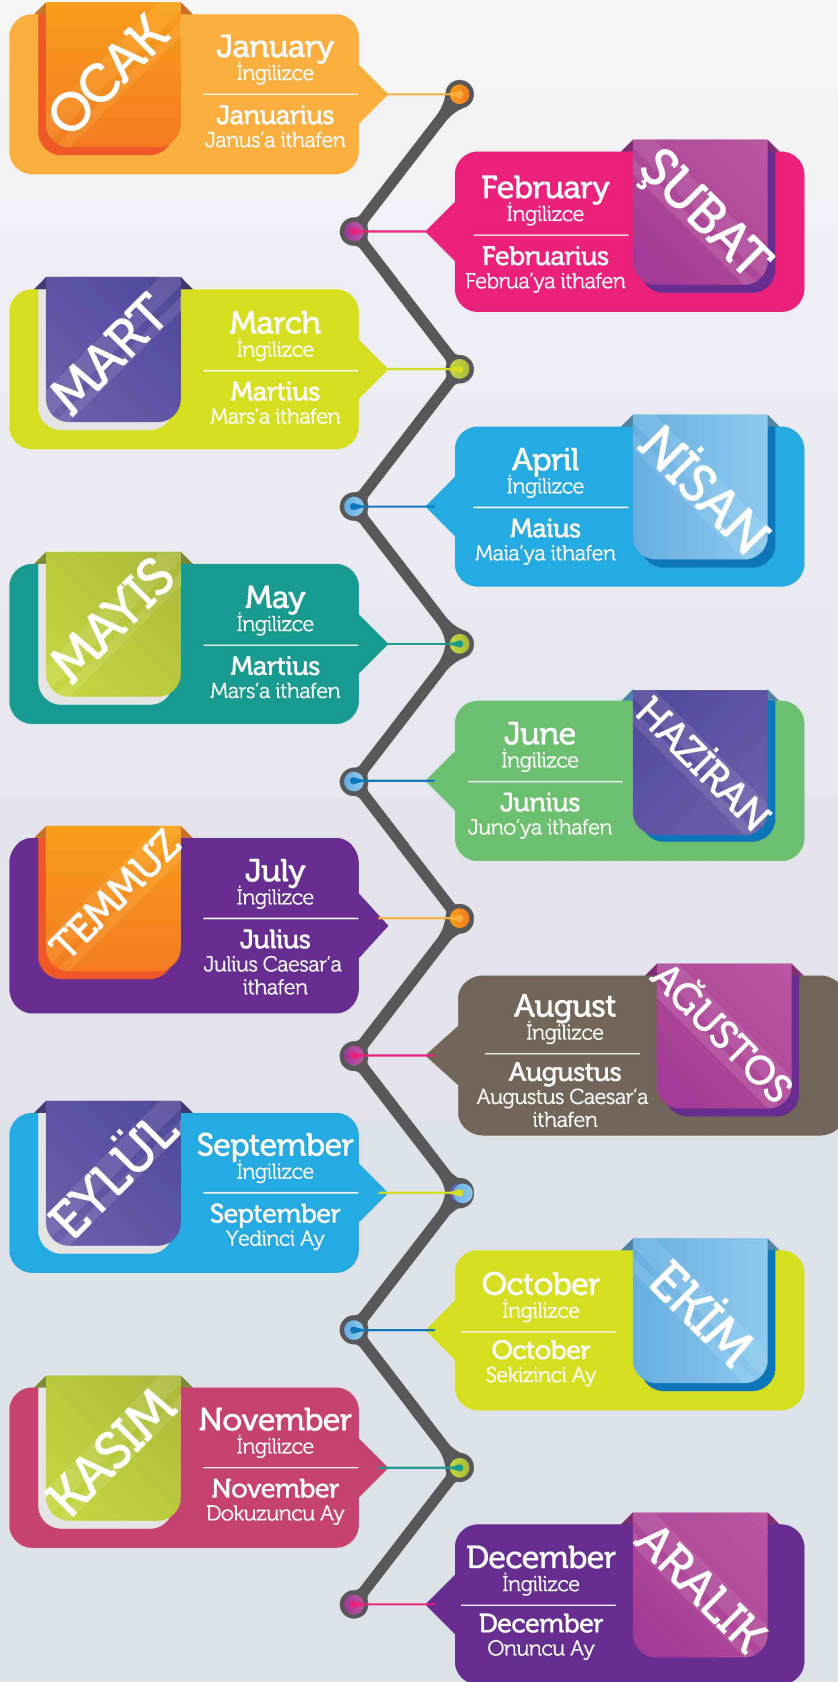 OCAK
January
İngilizce
Januarius
Janus'a ithafen
ŞUBAT
February
İngilizce
Februarius
Februa'ya ithafen
MART
March
İngilizce
Martius
Mars'a ithafen
NİSAN
April
İngilizce
Maius
Maia'ya ithafen
MAYIS
May
İngilizce
Martius
Mars'a ithafen
HAZİRAN
June
İngilizce
Junius
Juno'ya ithafen
TEMMUZ
July
İngilizce
Julius
Julius Caesar'a
ithafen
AĞUSTOS
August
İngilizce
Augustus
Augustus Caesar'a
ithafen
EYLÜL
September
İngilizce
September
Yedinci Ay
EKİM
October
İngilizce
October
Sekizinci Ay
KASIM
November
İngilizce
November
Dokuzuncu Ay
ARALIK
December
İngilizce
December
Onuncu Ay